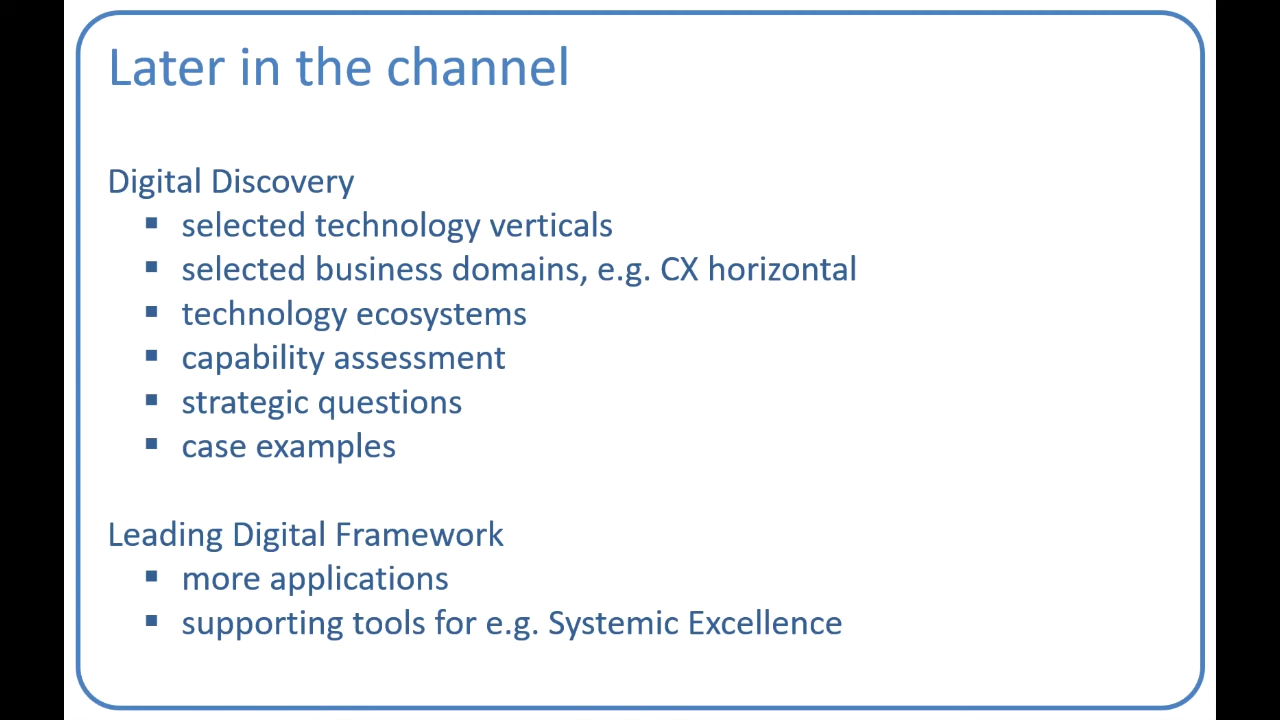 Later in the channel
Digital Discovery
▪ selected technology verticals
▪ selected business domains, e.g. CX horizontal
▪ technology ecosystems
▪ capability assessment
▪ strategic questions
▪ case examples
Leading Digital Framework
▪ more applications
▪ supporting tools for e.g. Systemic Excellence